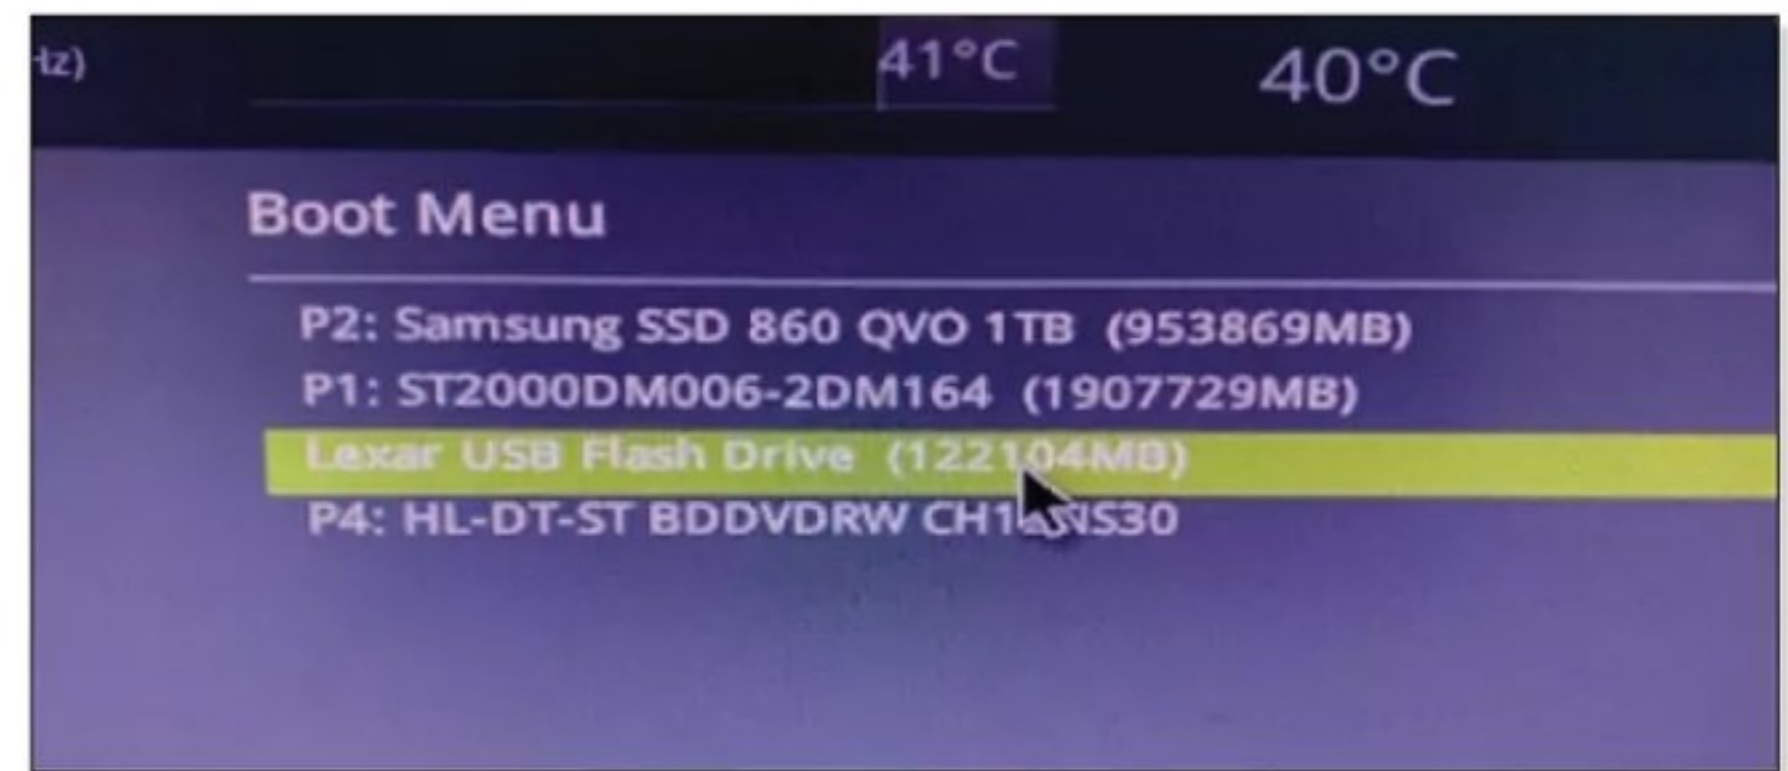 Hz)
41°C
40°C
Boot Menu
P2: Samsung SSD 860 QVO 1TB (953869MB)
P1: ST2000DM006-2DM164 (1907729MB)
Lexar USB Flash Drive (122104MB)
P4: HL-DT-ST BDDVDRW